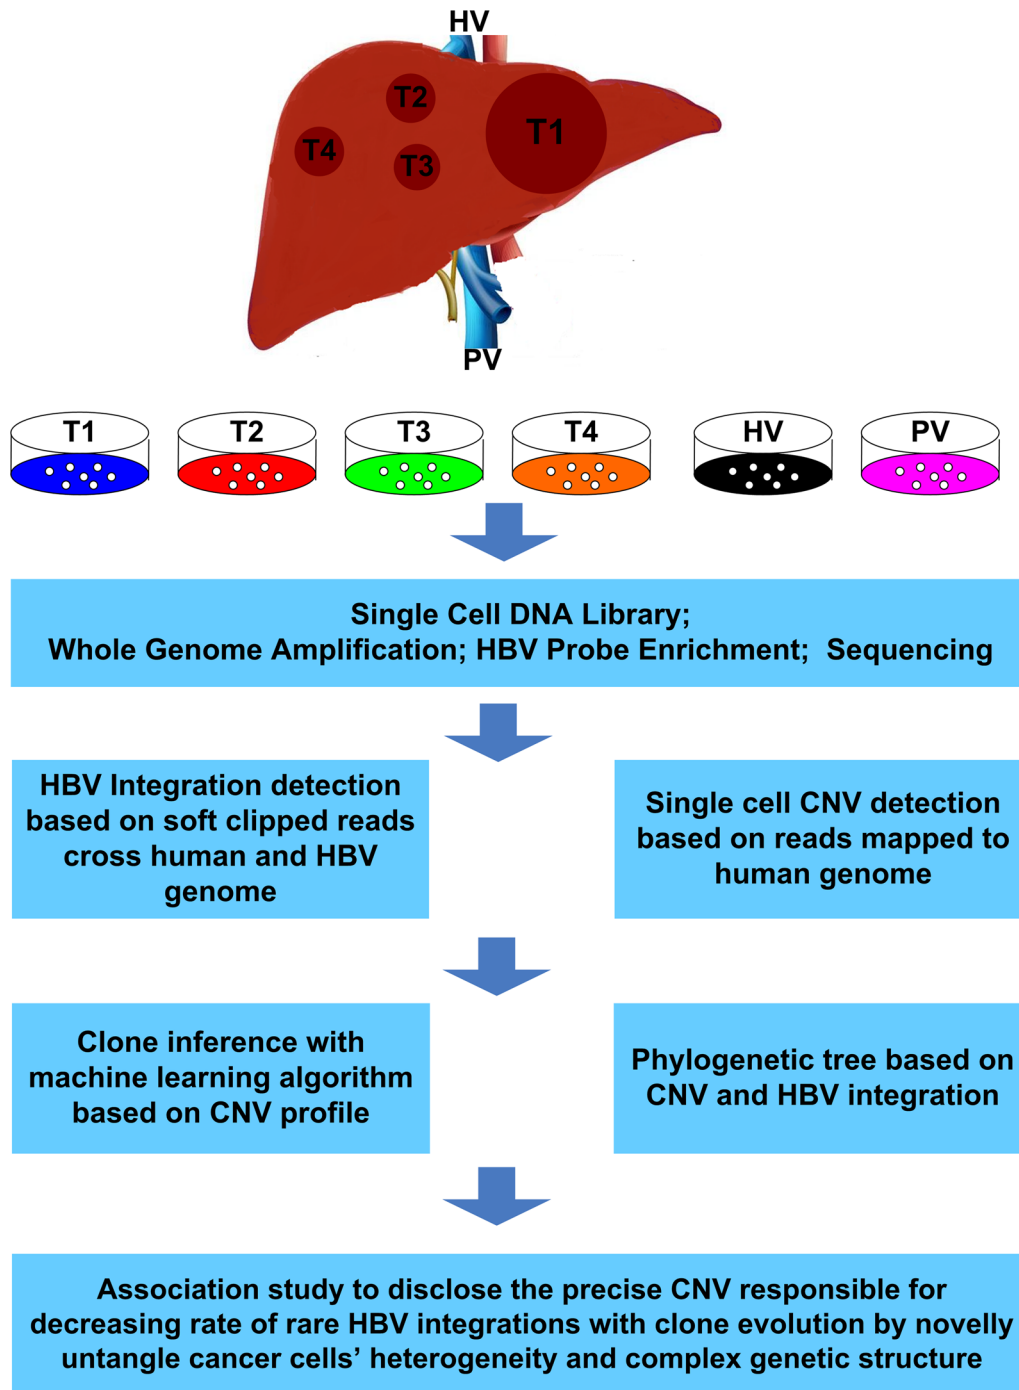 HV
T2
T1
T4
T3
PV
T1 T2 T3 T4 HV PV
Single Cell DNA Library;
Whole Genome Amplification; HBV Probe Enrichment; Sequencing
HBV Integration detection
based on soft clipped reads
cross human and HBV
genome
Single cell CNV detection
based on reads mapped to
human genome
Clone inference with
machine learning algorithm
based on CNV profile
Phylogenetic tree based on
CNV and HBV integration
Association study to disclose the precise CNV responsible for
decreasing rate of rare HBV integrations with clone evolution by novelly
untangle cancer cells’ heterogeneity and complex genetic structure